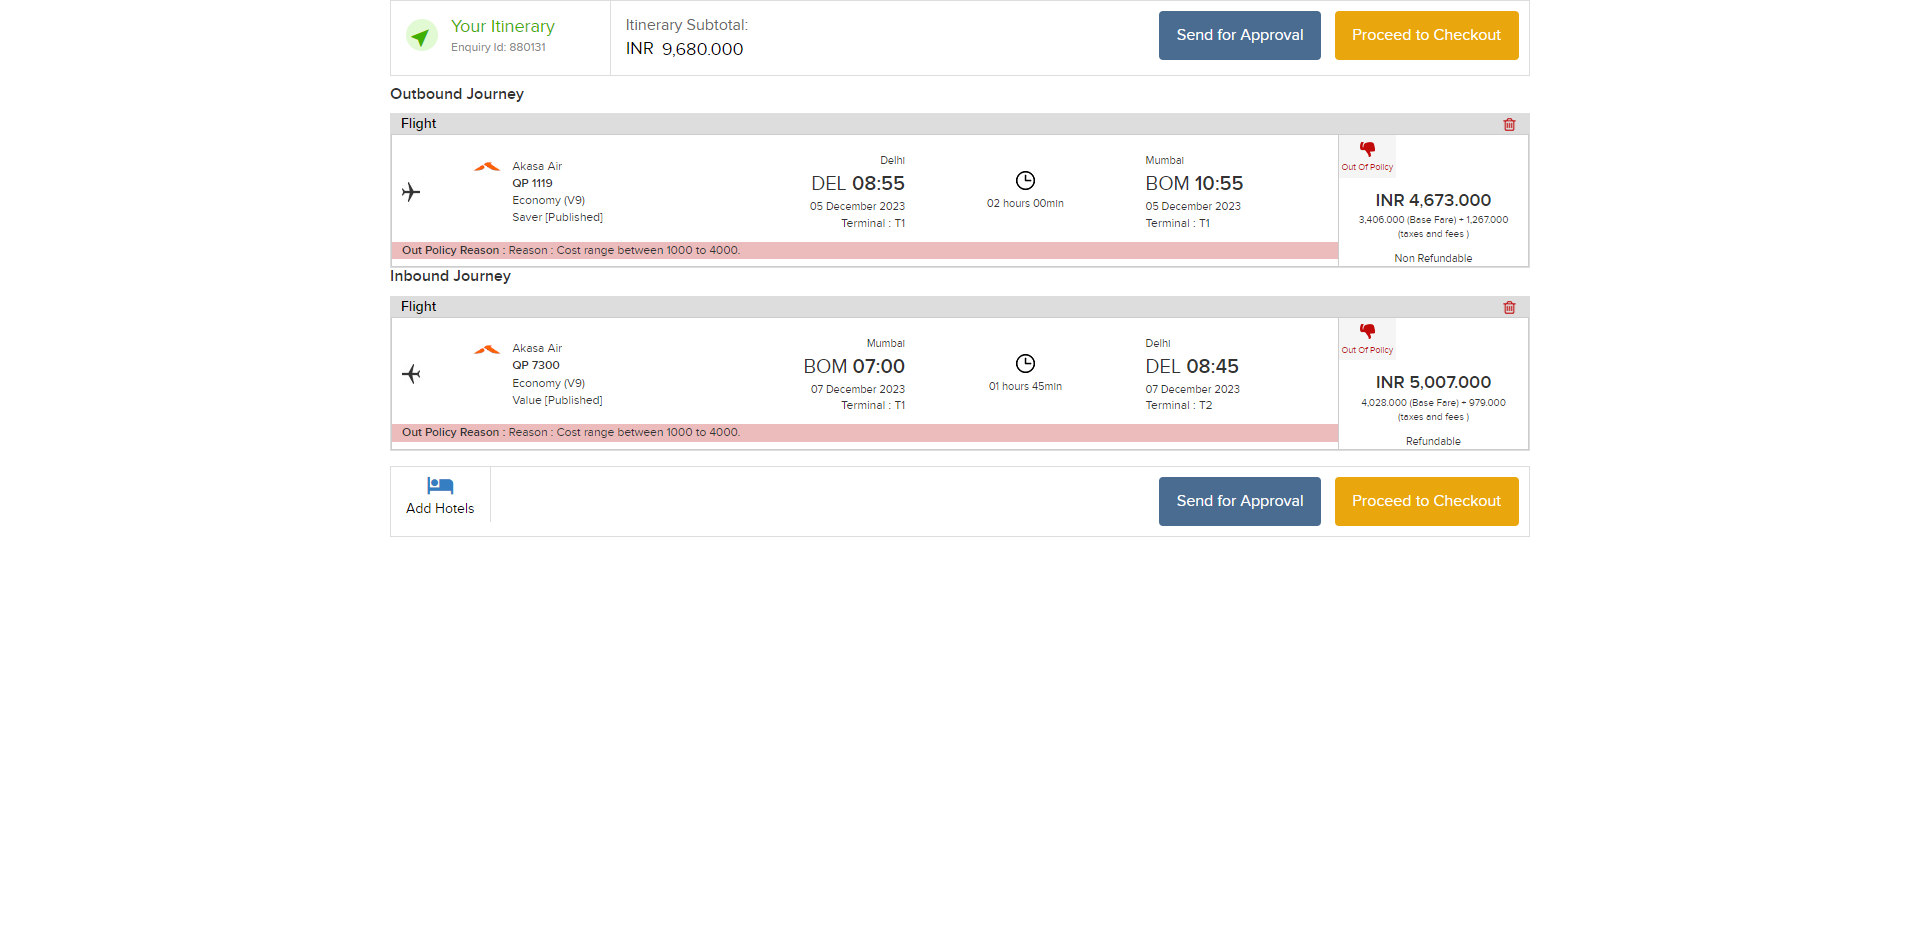 Your Itinerary
Enquiry Id: 880131
Itinerary Subtotal:
INR 9,680.000
Send for Approval
Proceed to Checkout
Outbound Journey
Flight
Akasa Air
QP 1119
Economy (V9)
Saver [Published]
Delhi
DEL 08:55
05 December 2023
Terminal : T1
02 hours 00min
Mumbai
BOM 10:55
05 December 2023
Terminal : T1
Out Of Policy
INR 4,673.000
3,406.000 (Base Fare) + 1,267.000
(taxes and fees )
Non Refundable
Out Policy Reason : Reason : Cost range between 1000 to 4000.
Inbound Journey
Flight
Akasa Air
QP 7300
Economy (V9)
Value [Published]
Mumbai
BOM 07:00
07 December 2023
Terminal : T1
01 hours 45min
Delhi
DEL 08:45
07 December 2023
Terminal : T2
Out Of Policy
INR 5,007.000
4,028.000 (Base Fare) + 979.000
(taxes and fees )
Refundable
Out Policy Reason : Reason : Cost range between 1000 to 4000.
Add Hotels
Send for Approval
Proceed to Checkout